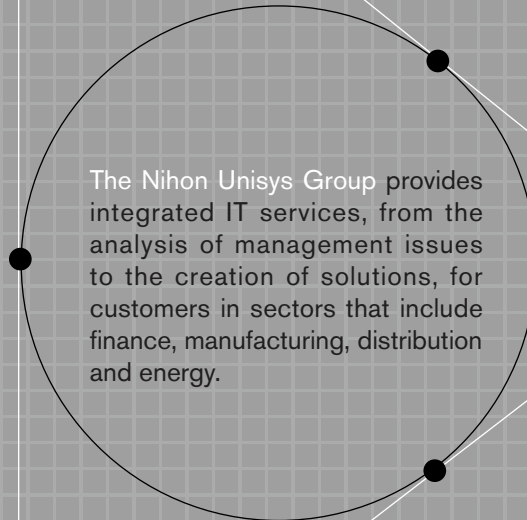 The Nihon Unisys Group provides
integrated IT services, from the
analysis of management issues
to the creation of solutions, for
customers in sectors that include
finance, manufacturing, distribution
and energy.